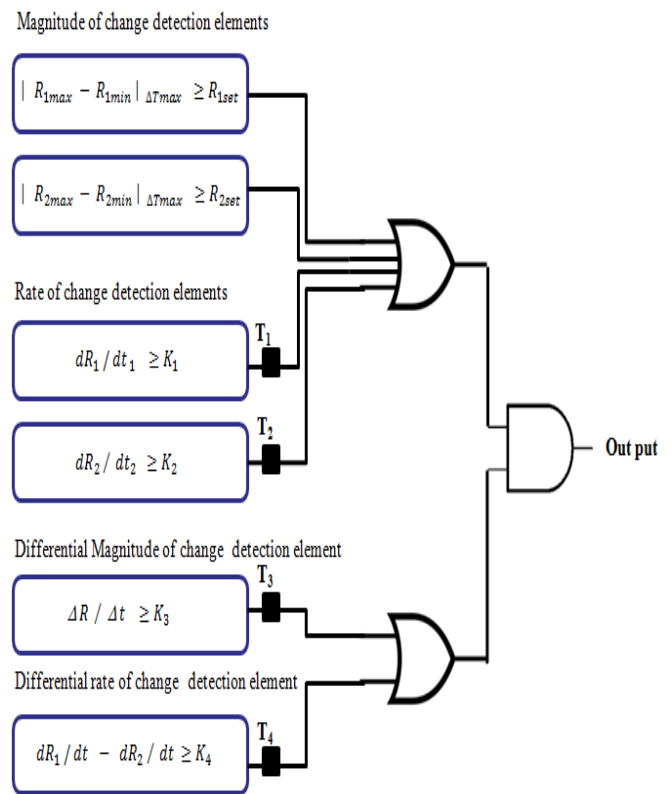 Magnitude of change detection elements
| R1max − R1min | ΔTmax ≥ R1set
| R2max − R2min | ΔTmax ≥ R2set
Rate of change detection elements
T1
dR1 / dt1 ≥ K1
T2
dR2 / dt2 ≥ K2
Out put
Differential Magnitude of change detection element
T3
ΔR / Δt ≥ K3
Differential rate of change detection element
T4
dR1 / dt − dR2 / dt ≥ K4